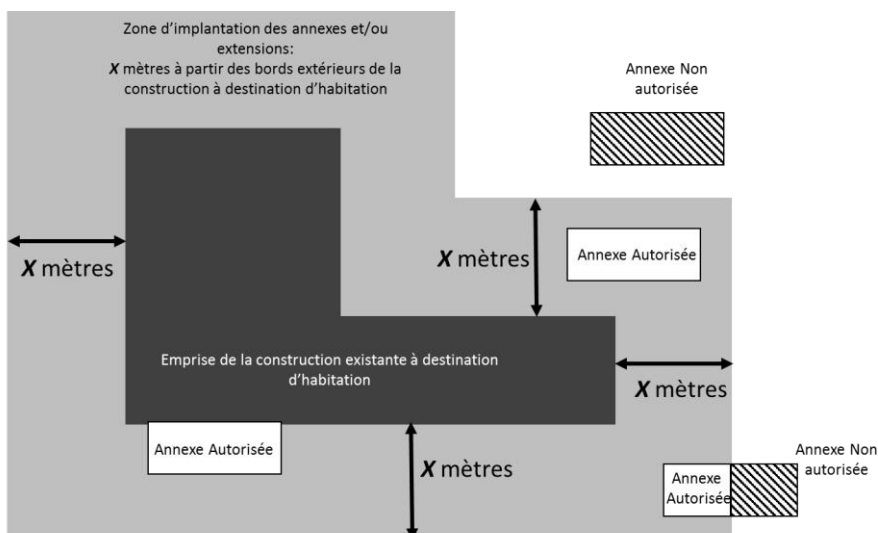 Zone d’implantation des annexes et/ou
extensions:
X mètres à partir des bords extérieurs de la
construction à destination d’habitation
Annexe Non
autorisée
X mètres
X mètres
Annexe Autorisée
Emprise de la construction existante à destination
d’habitation
X mètres
Annexe Autorisée
X mètres
Annexe
Autorisée
Annexe Non
autorisée